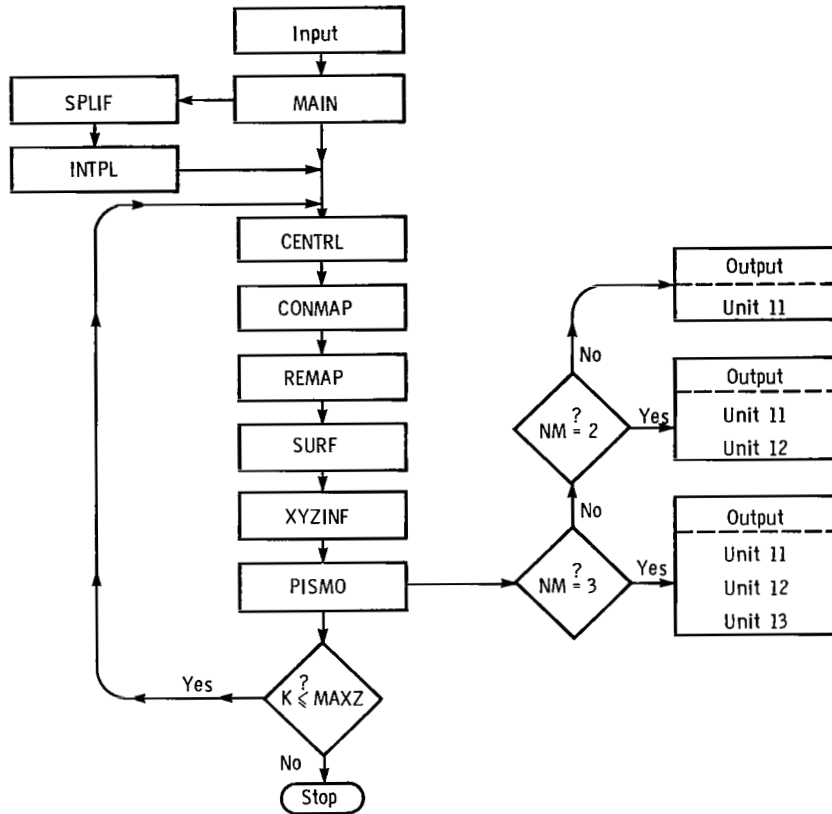 Input
MAIN
SPLIF
INTPL
CENTRL
CONMAP
REMAP
SURF
XYZINF
PISMO
?
K ⩽ MAXZ
Yes
No
Stop
?
NM = 3
Yes
No
?
NM = 2
Yes
No
Output
Unit 11
Output
Unit 11
Unit 12
Output
Unit 11
Unit 12
Unit 13